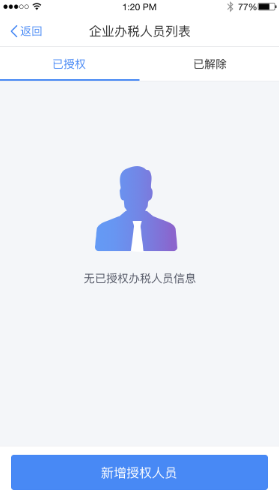 1:20 PM
77%
返回
企业办税人员列表
已授权
已解除
无已授权办税人员信息
新增授权人员